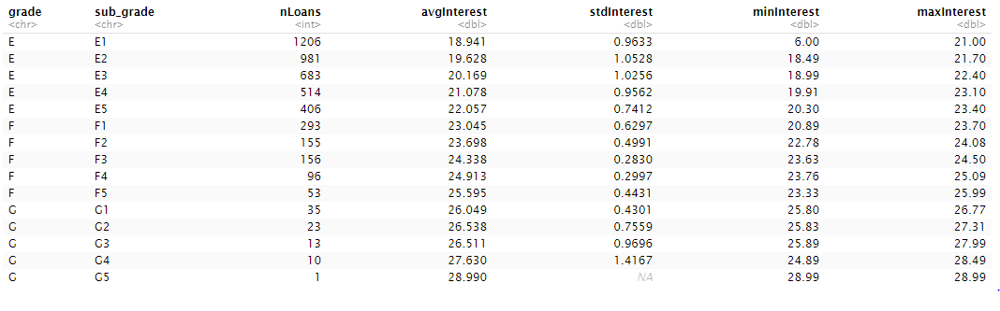 grade sub_grade nLoans avgInterest stdInterest minInterest maxInterest
<chr> <chr> <int> <dbl> <dbl> <dbl> <dbl>
E E1 1206 18.941 0.9633 6.00 21.00
E E2 981 19.628 1.0528 18.49 21.70
E E3 683 20.169 1.0256 18.99 22.40
E E4 514 21.078 0.9562 19.91 23.10
E E5 406 22.057 0.7412 20.30 23.40
F F1 293 23.045 0.6297 20.89 23.70
F F2 155 23.698 0.4991 22.78 24.08
F F3 156 24.338 0.2830 23.63 24.50
F F4 96 24.913 0.2997 23.76 25.09
F F5 53 25.595 0.4431 23.33 25.99
G G1 35 26.049 0.4301 25.80 26.77
G G2 23 26.538 0.7559 25.83 27.31
G G3 13 26.511 0.9696 25.89 27.99
G G4 10 27.630 1.4167 24.89 28.49
G G5 1 28.990 NA 28.99 28.99